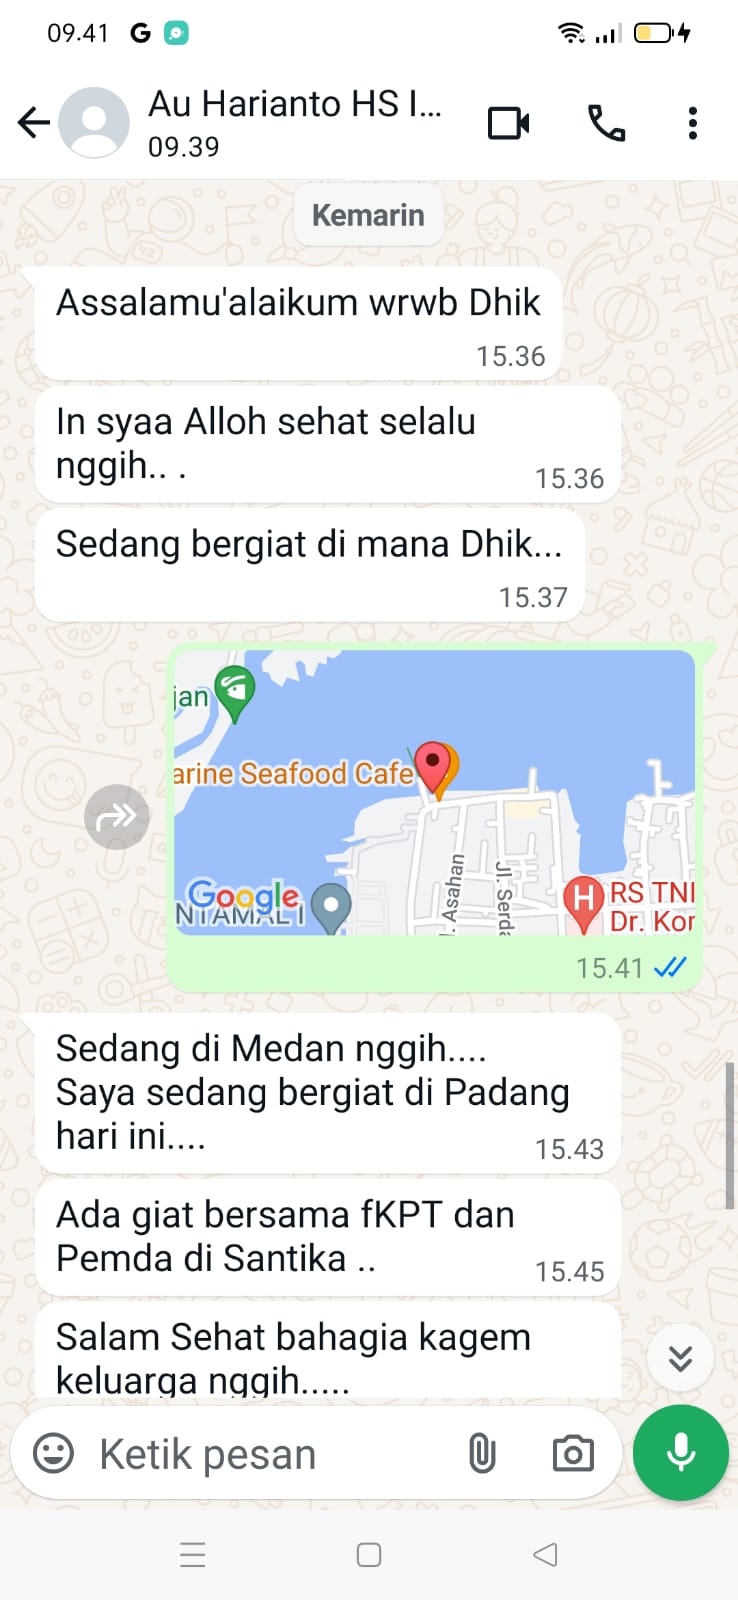 09.41 G
Au Harianto HS I...
09.39
Kemarin
Assalamu'alaikum wrwb Dhik
15.36
In syaa Alloh sehat selalu
nggih.. .
15.36
Sedang bergiat di mana Dhik...
15.37
jan
arine Seafood Cafe
. Asahan
Jl. Serda
Google
NTAMAL I
H
RS TNI
Dr. Kor
15.41
Sedang di Medan nggih....
Saya sedang bergiat di Padang
hari ini....
15.43
Ada giat bersama fKPT dan
Pemda di Santika ..
15.45
Salam Sehat bahagia kagem
keluarga nggih.....
Ketik pesan